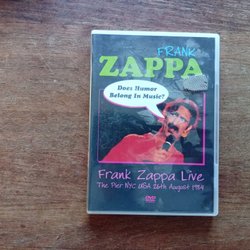 FRANK
ZAPPA
Does Humor
Belong In Music?
Frank Zappa Live
The Pier NYC USA 26th August 1984
DVD